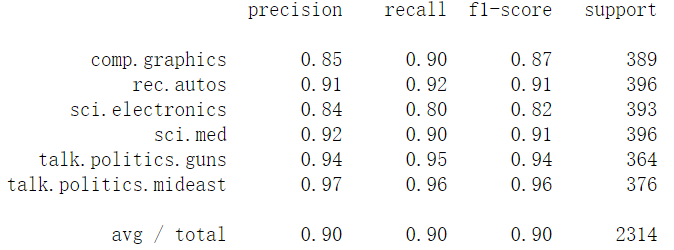 precision recall f1-score support
comp.graphics 0.85 0.90 0.87 389
rec.autos 0.91 0.92 0.91 396
sci.electronics 0.84 0.80 0.82 393
sci.med 0.92 0.90 0.91 396
talk.politics.guns 0.94 0.95 0.94 364
talk.politics.mideast 0.97 0.96 0.96 376
avg / total 0.90 0.90 0.90 2314